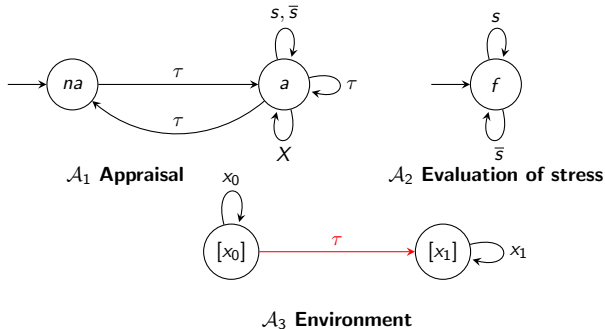 s, s̅
s
na
τ
a
τ
f
τ
X
s̅
𝒜₁ Appraisal
𝒜₂ Evaluation of stress
x₀
[x₀]
τ
[x₁]
x₁
𝒜₃ Environment